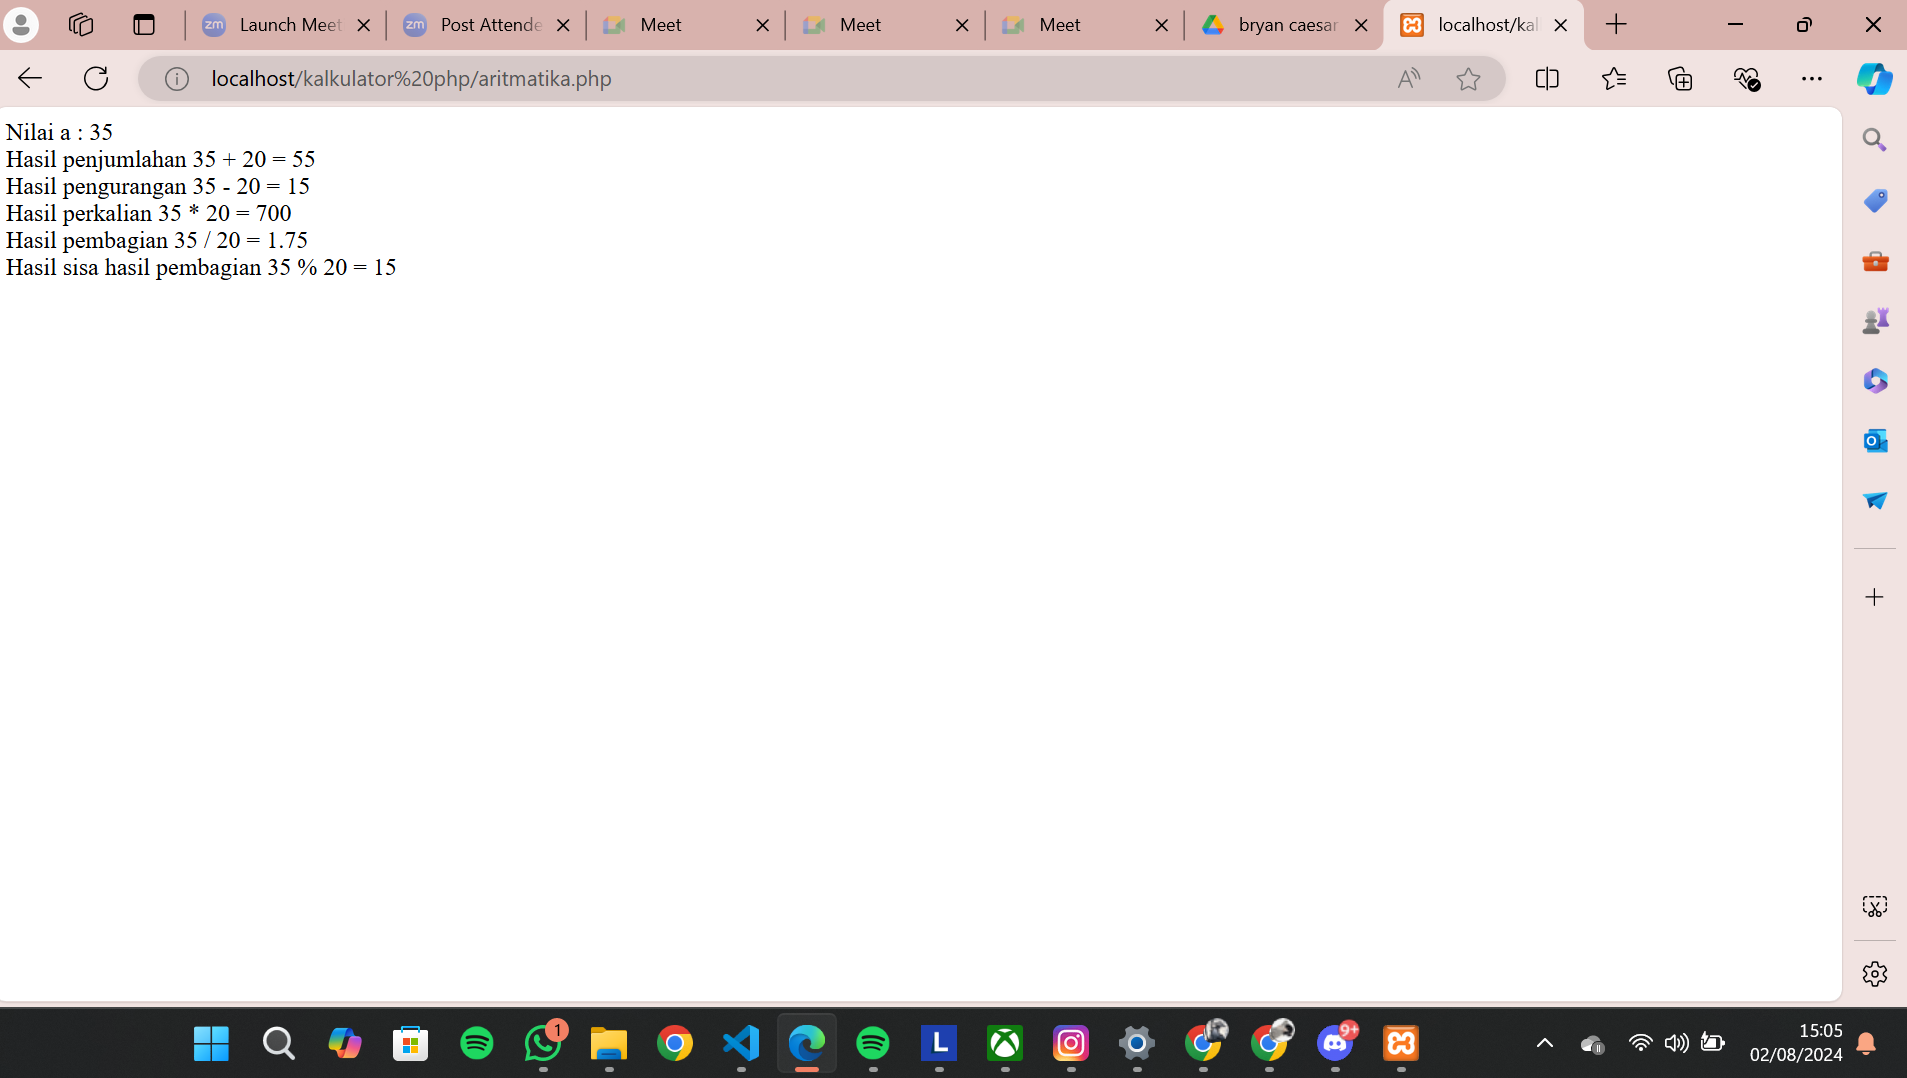 zm Launch Meet
zm Post Attende
Meet
Meet
Meet
bryan caesar
localhost/kal
localhost/kalkulator%20php/aritmatika.php
Nilai a : 35
Hasil penjumlahan 35 + 20 = 55
Hasil pengurangan 35 - 20 = 15
Hasil perkalian 35 * 20 = 700
Hasil pembagian 35 / 20 = 1.75
Hasil sisa hasil pembagian 35 % 20 = 15
1
L
9+
15:05
02/08/2024